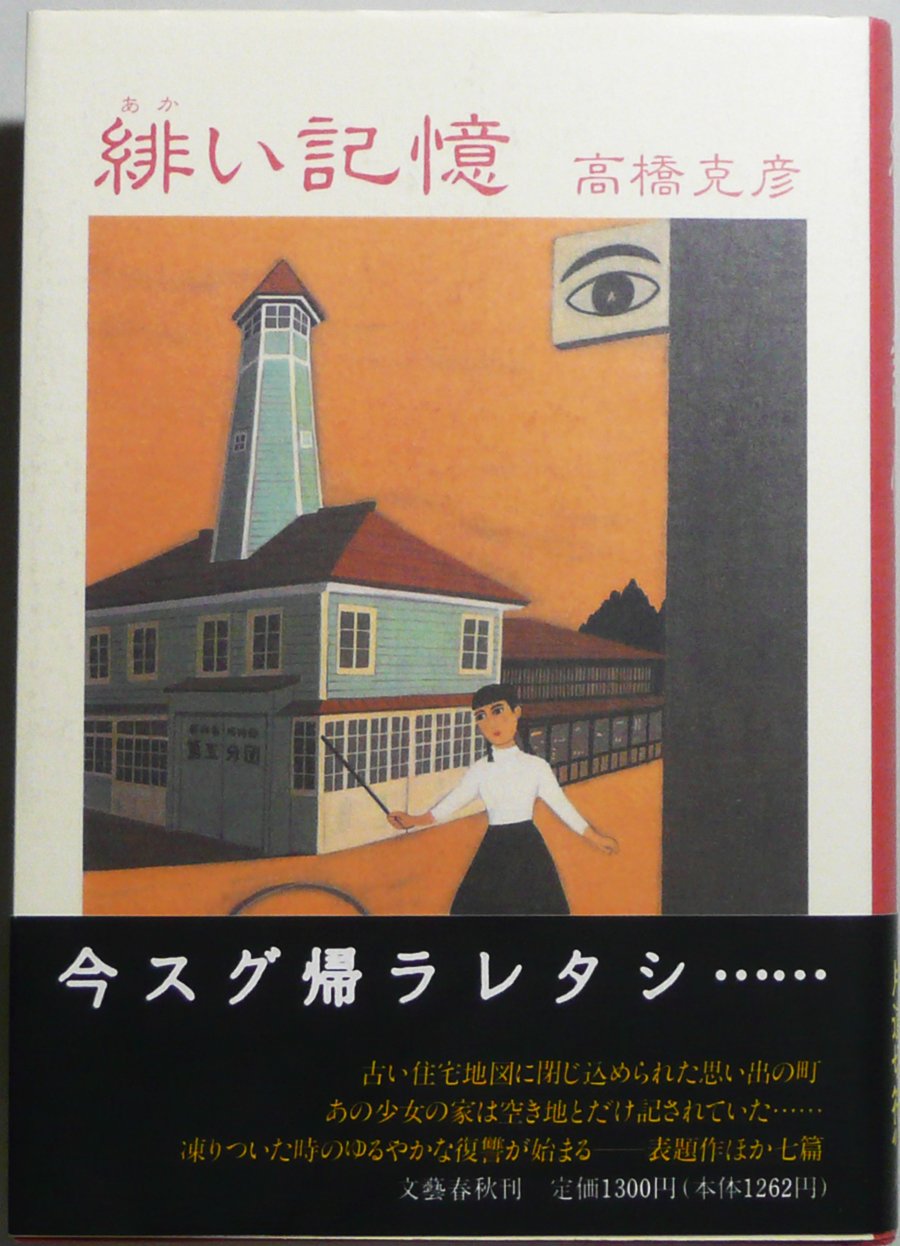 あか
緋い記憶
高橋克彦
第五分団
今スグ帰ラレタシ……
古い住宅地図に閉じ込められた思い出の町
あの少女の家は空き地とだけ記されていた……
凍りついた時のゆるやかな復讐が始まる――表題作ほか七篇
文藝春秋刊 定価1300円(本体1262円)